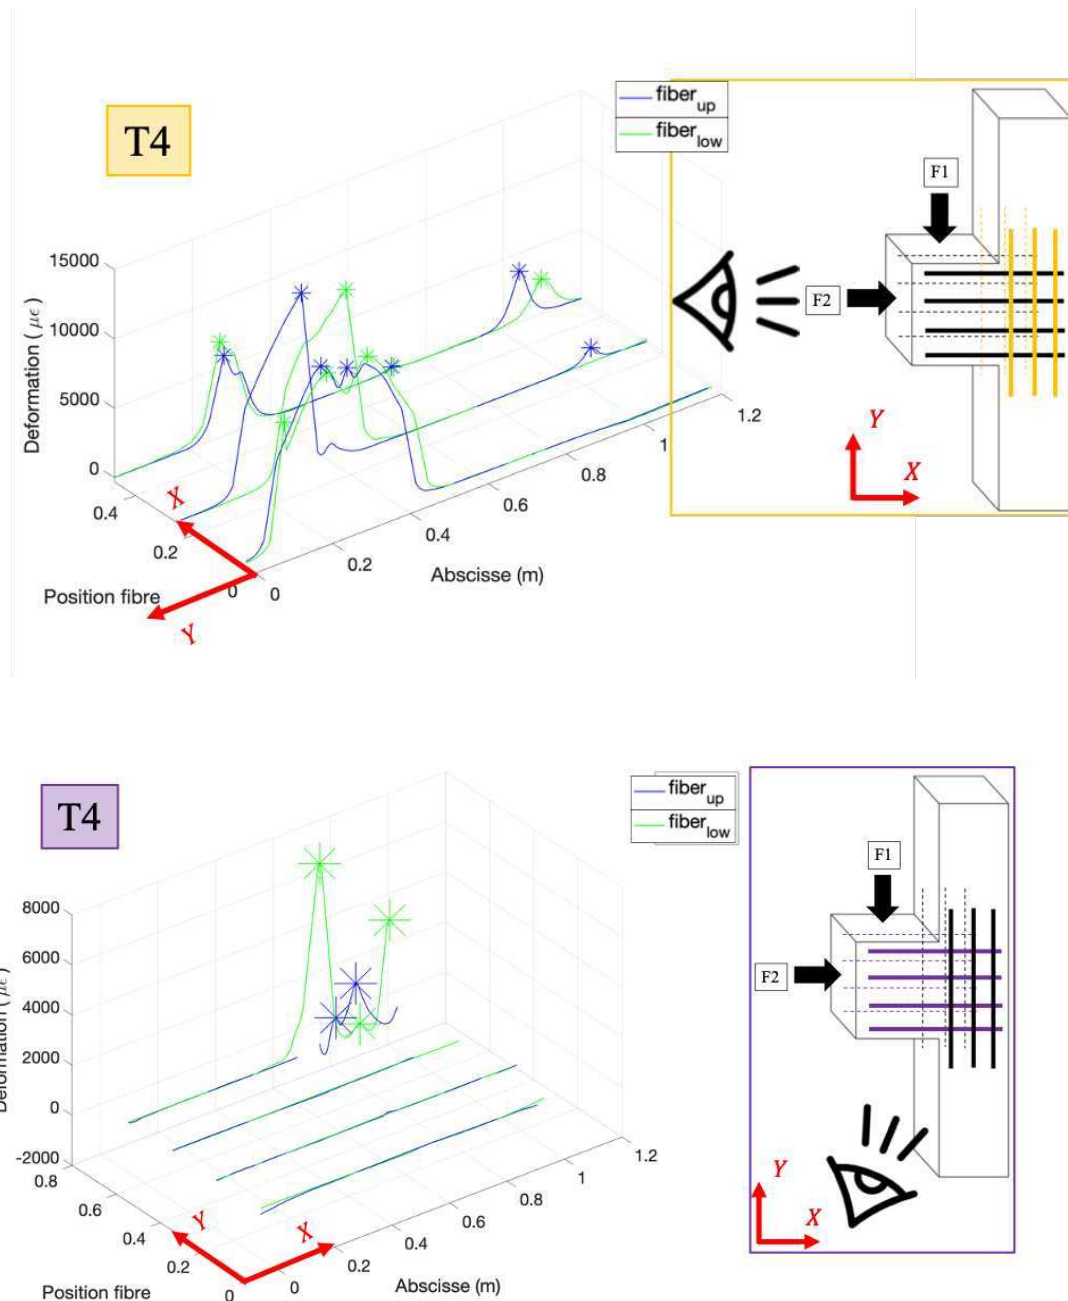 T4
fiber_up
fiber_low
F1
F2
Y
X
15000
10000
5000
0
Deformation ( με)
0.4
0.2
0
Position fibre
X
Y
0
0.2
0.4
0.6
0.8
1
1.2
Abscisse (m)
T4
fiber_up
fiber_low
F1
F2
Y
X
8000
6000
4000
2000
0
-2000
Deformation ( με)
0.8
0.6
0.4
0.2
0
Position fibre
Y
X
0
0.2
0.4
0.6
0.8
1
1.2
Abscisse (m)